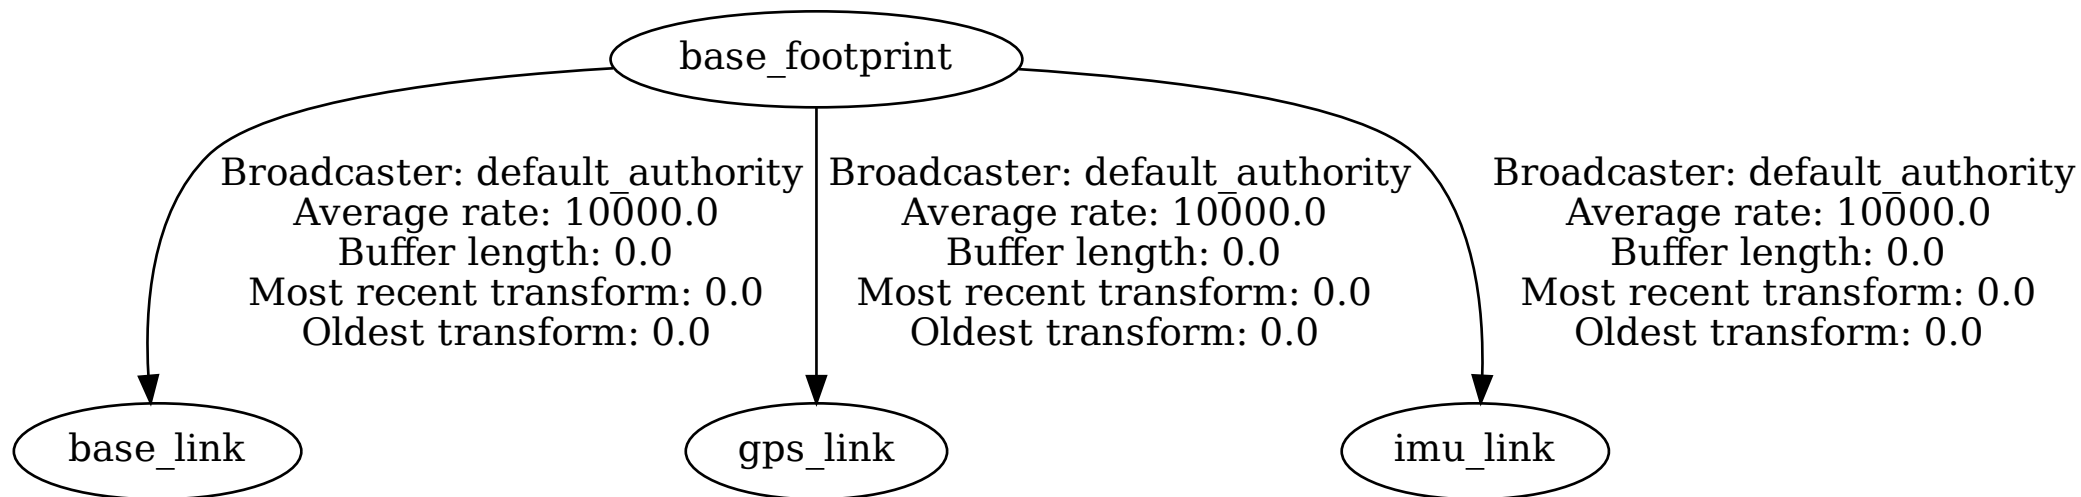 base_footprint
Broadcaster: default_authority
Average rate: 10000.0
Buffer length: 0.0
Most recent transform: 0.0
Oldest transform: 0.0
Broadcaster: default_authority
Average rate: 10000.0
Buffer length: 0.0
Most recent transform: 0.0
Oldest transform: 0.0
Broadcaster: default_authority
Average rate: 10000.0
Buffer length: 0.0
Most recent transform: 0.0
Oldest transform: 0.0
base_link
gps_link
imu_link